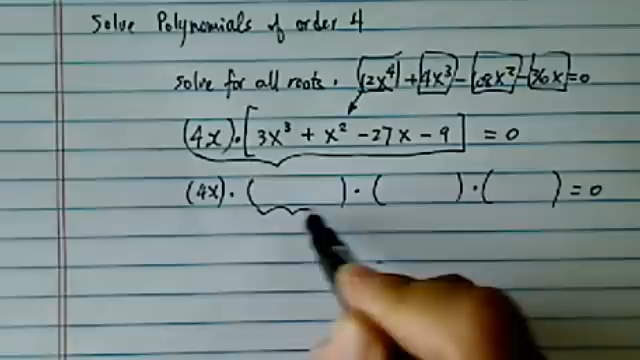 Solve Polynomials of order 4
Solve for all roots. 12x⁴ + 4x³ - 108x² - 36x = 0
(4x)·[3x³ + x² - 27x - 9] = 0
(4x)·( )·( )·( ) = 0